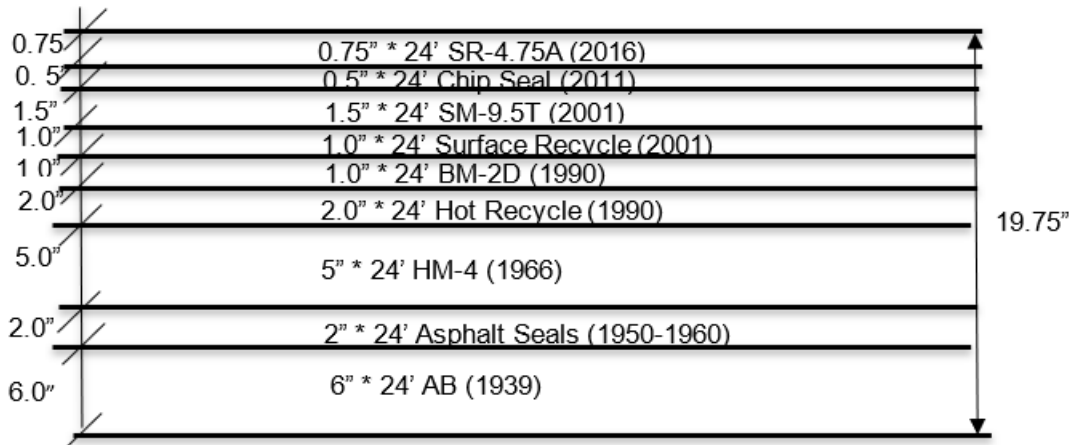 0.75
0.75” * 24’ SR-4.75A (2016)
0. 5”
0.5” * 24’ Chip Seal (2011)
1.5”
1.5” * 24’ SM-9.5T (2001)
1.0”
1.0” * 24’ Surface Recycle (2001)
1 0”
1.0” * 24’ BM-2D (1990)
2.0”
2.0” * 24’ Hot Recycle (1990)
19.75”
5.0”
5” * 24’ HM-4 (1966)
2.0”
2” * 24’ Asphalt Seals (1950-1960)
6.0”
6” * 24’ AB (1939)